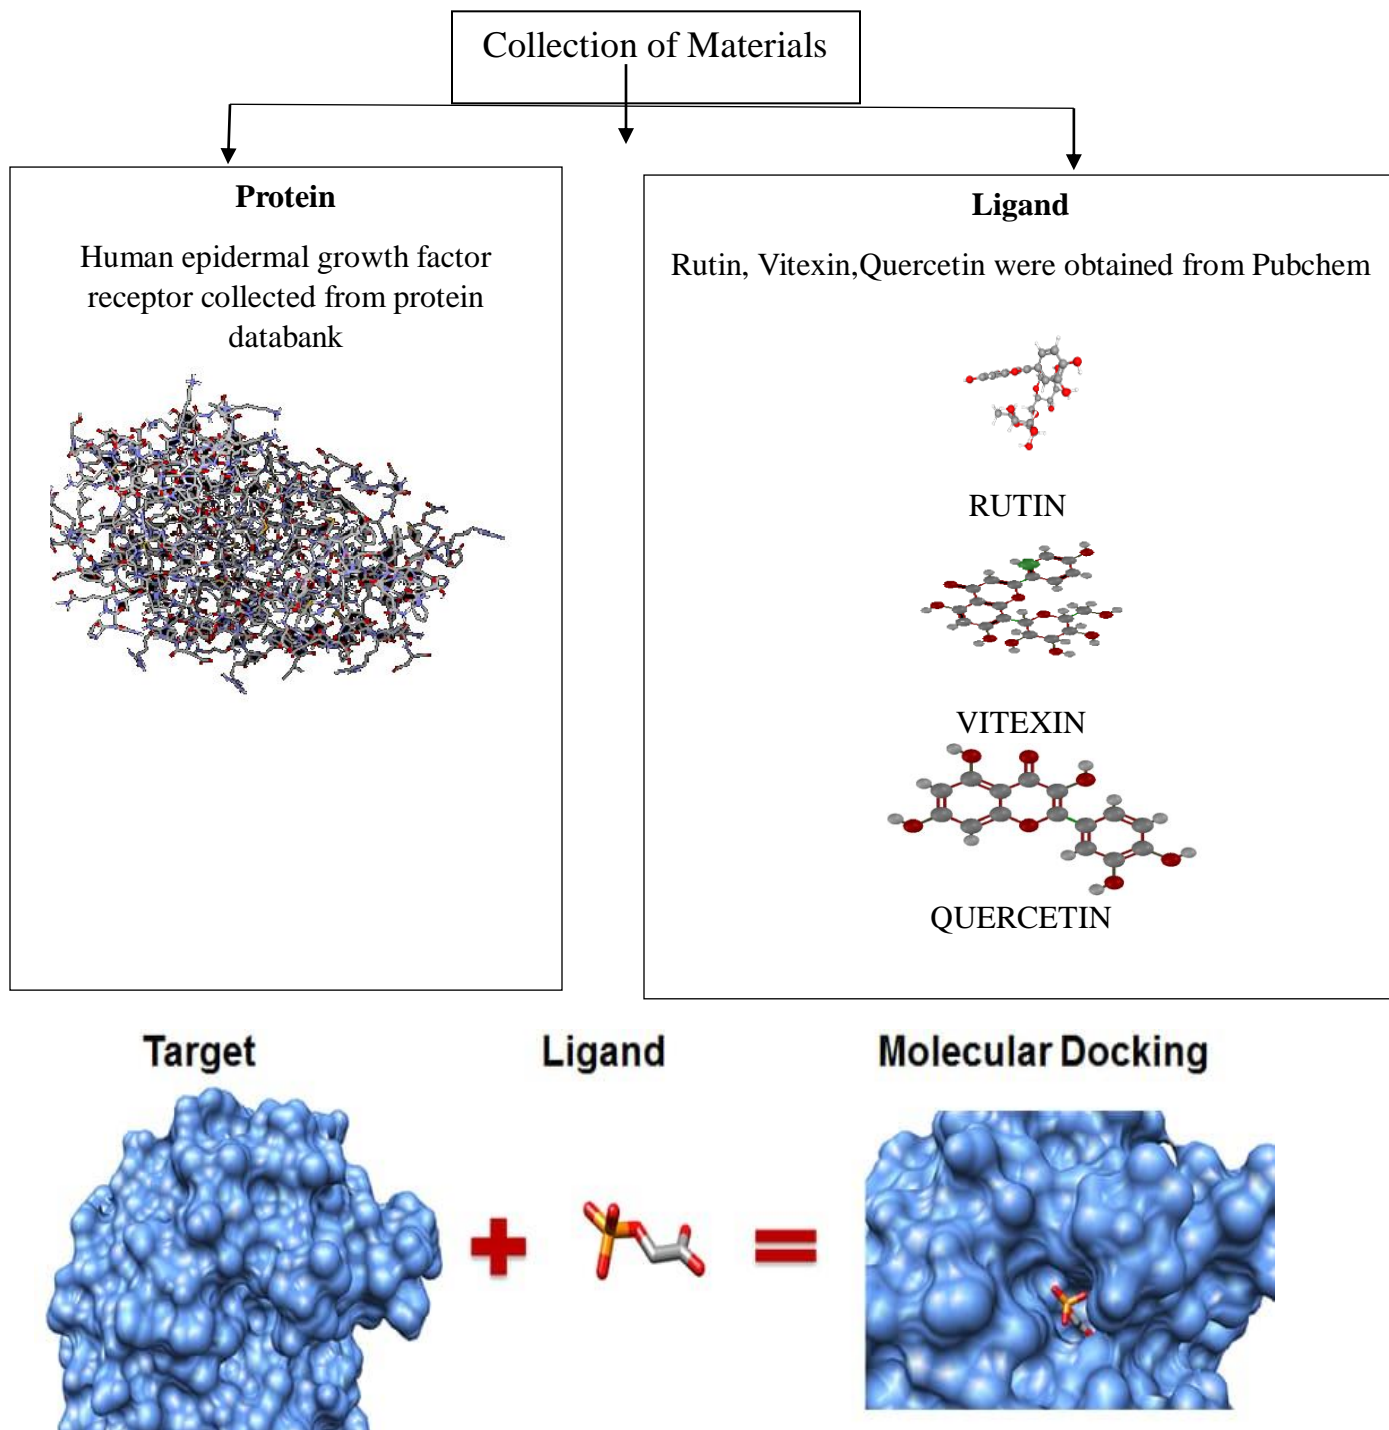 Collection of Materials
Protein
Human epidermal growth factor
receptor collected from protein
databank
Ligand
Rutin, Vitexin,Quercetin were obtained from Pubchem
RUTIN
VITEXIN
QUERCETIN
Target
Ligand
Molecular Docking